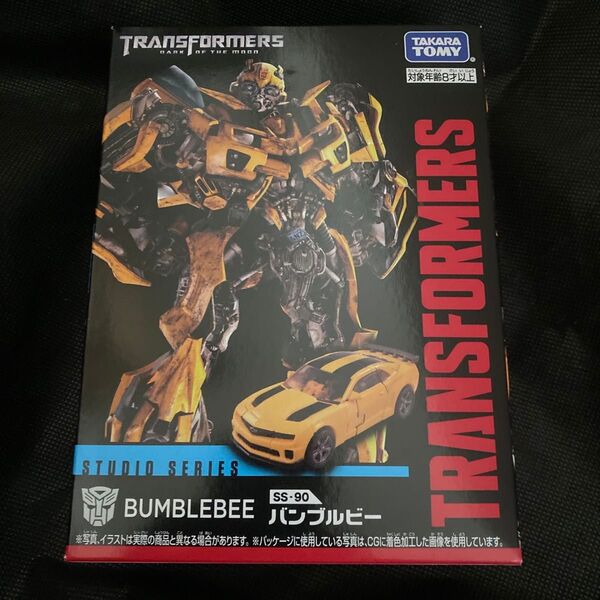 TRANSFORMERS
DARK OF THE MOON
TAKARA
TOMY
対象年齢8才以上
TRANSFORMERS
STUDIO SERIES
BUMBLEBEE
SS-90
バンブルビー
※写真、イラストは実際の商品と異なる場合があります。※パッケージに使用している写真は、CGに着色加工した画像を使用しています。